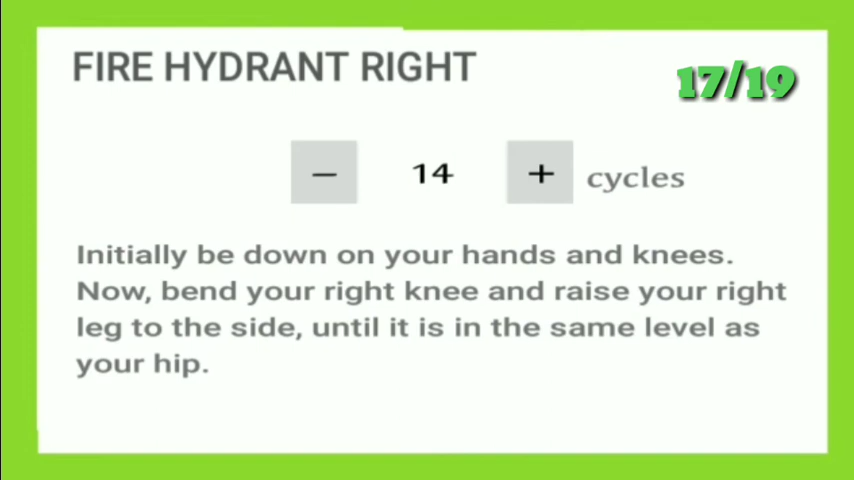 FIRE HYDRANT RIGHT
17/19
− 14 + cycles
Initially be down on your hands and knees.
Now, bend your right knee and raise your right
leg to the side, until it is in the same level as
your hip.